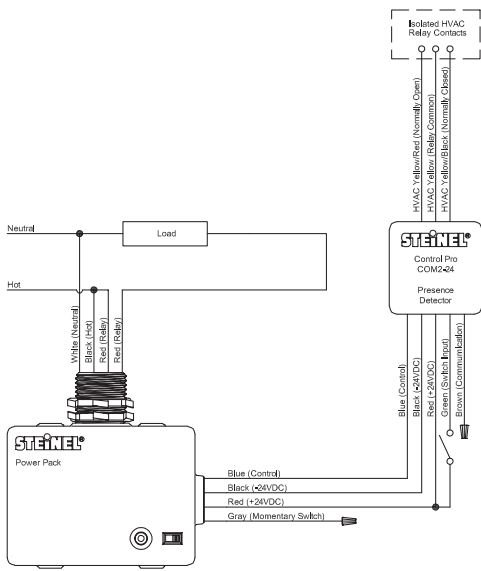 Isolated HVAC
Relay Contacts
HVAC Yellow/Red (Normally Open)
HVAC Yellow (Relay Common)
HVAC Yellow/Black (Normally Closed)
STEINEL®
Control Pro
COM2-24
Presence
Detector
Neutral
Load
Hot
White (Neutral)
Black (Hot)
Red (Relay)
Red (Relay)
Blue (Control)
Black (-24VDC)
Red (+24VDC)
Green (Switch Input)
Brown (Communication)
STEINEL®
Power Pack
Blue (Control)
Black (-24VDC)
Red (+24VDC)
Gray (Momentary Switch)